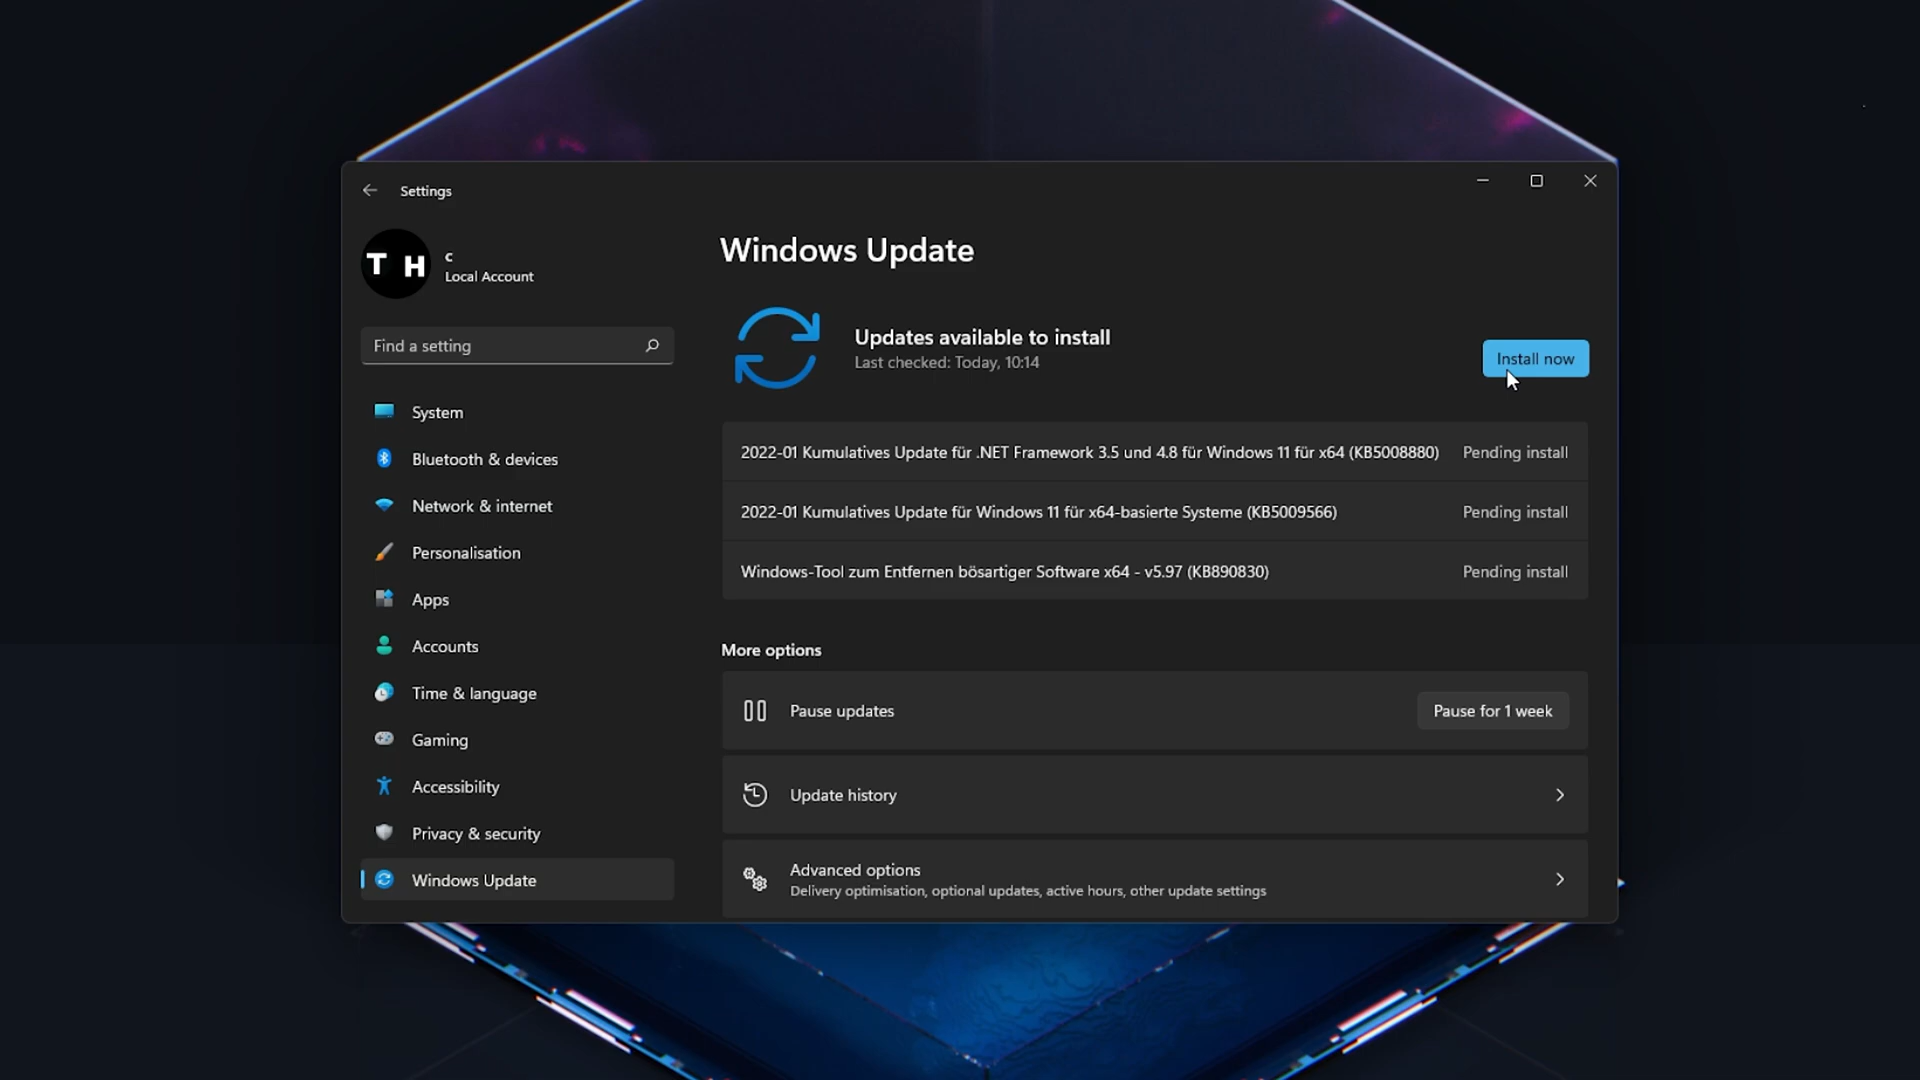 Settings
T H
c
Local Account
Find a setting
System
Bluetooth & devices
Network & internet
Personalisation
Apps
Accounts
Time & language
Gaming
Accessibility
Privacy & security
Windows Update
Windows Update
Updates available to install
Last checked: Today, 10:14
Install now
2022-01 Kumulatives Update für .NET Framework 3.5 und 4.8 für Windows 11 für x64 (KB5008880) Pending install
2022-01 Kumulatives Update für Windows 11 für x64-basierte Systeme (KB5009566) Pending install
Windows-Tool zum Entfernen bösartiger Software x64 - v5.97 (KB890830) Pending install
More options
Pause updates Pause for 1 week
Update history
Advanced options
Delivery optimisation, optional updates, active hours, other update settings